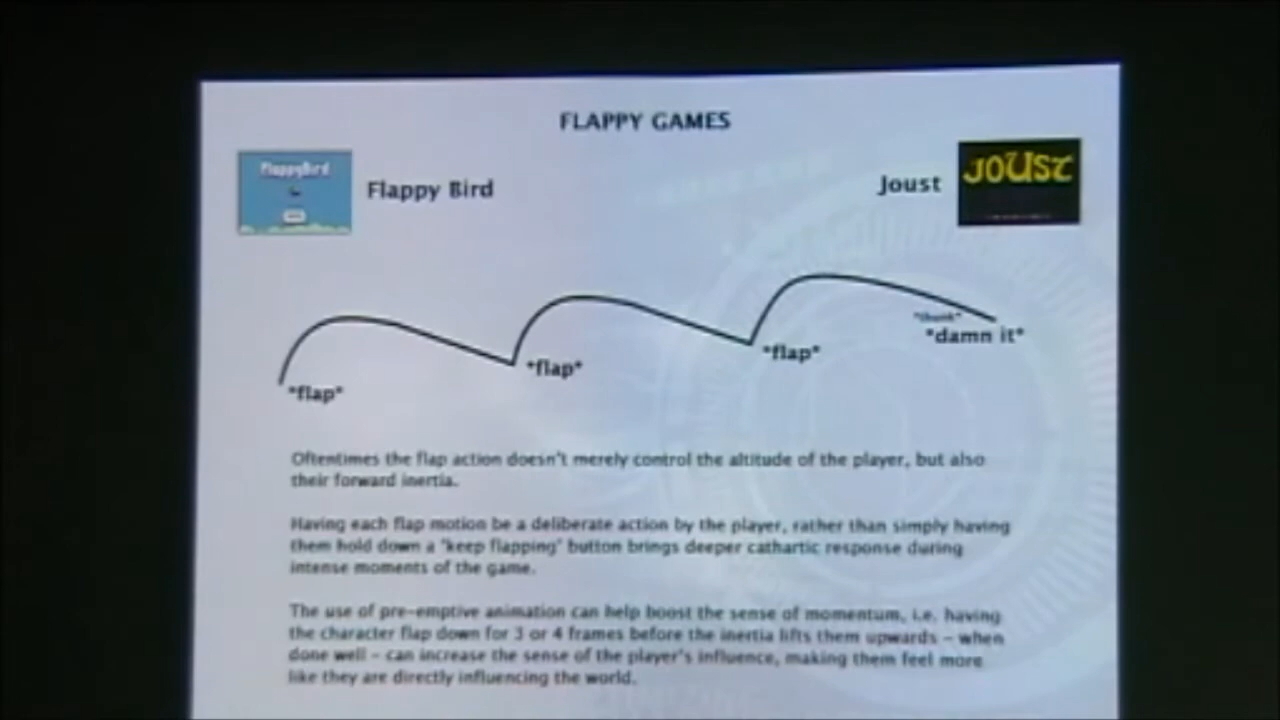 FLAPPY GAMES
FlappyBird
Flappy Bird
Joust
JOUST
*thunk*
*damn it*
*flap*
*flap*
*flap*
Oftentimes the flap action doesn't merely control the altitude of the player, but also
their forward inertia.
Having each flap motion be a deliberate action by the player, rather than simply having
them hold down a "keep flapping" button brings deeper cathartic response during
intense moments of the game.
The use of pre-emptive animation can help boost the sense of momentum, i.e. having
the character flap down for 3 or 4 frames before the inertia lifts them upwards - when
done well - can increase the sense of the player's influence, making them feel more
like they are directly influencing the world.